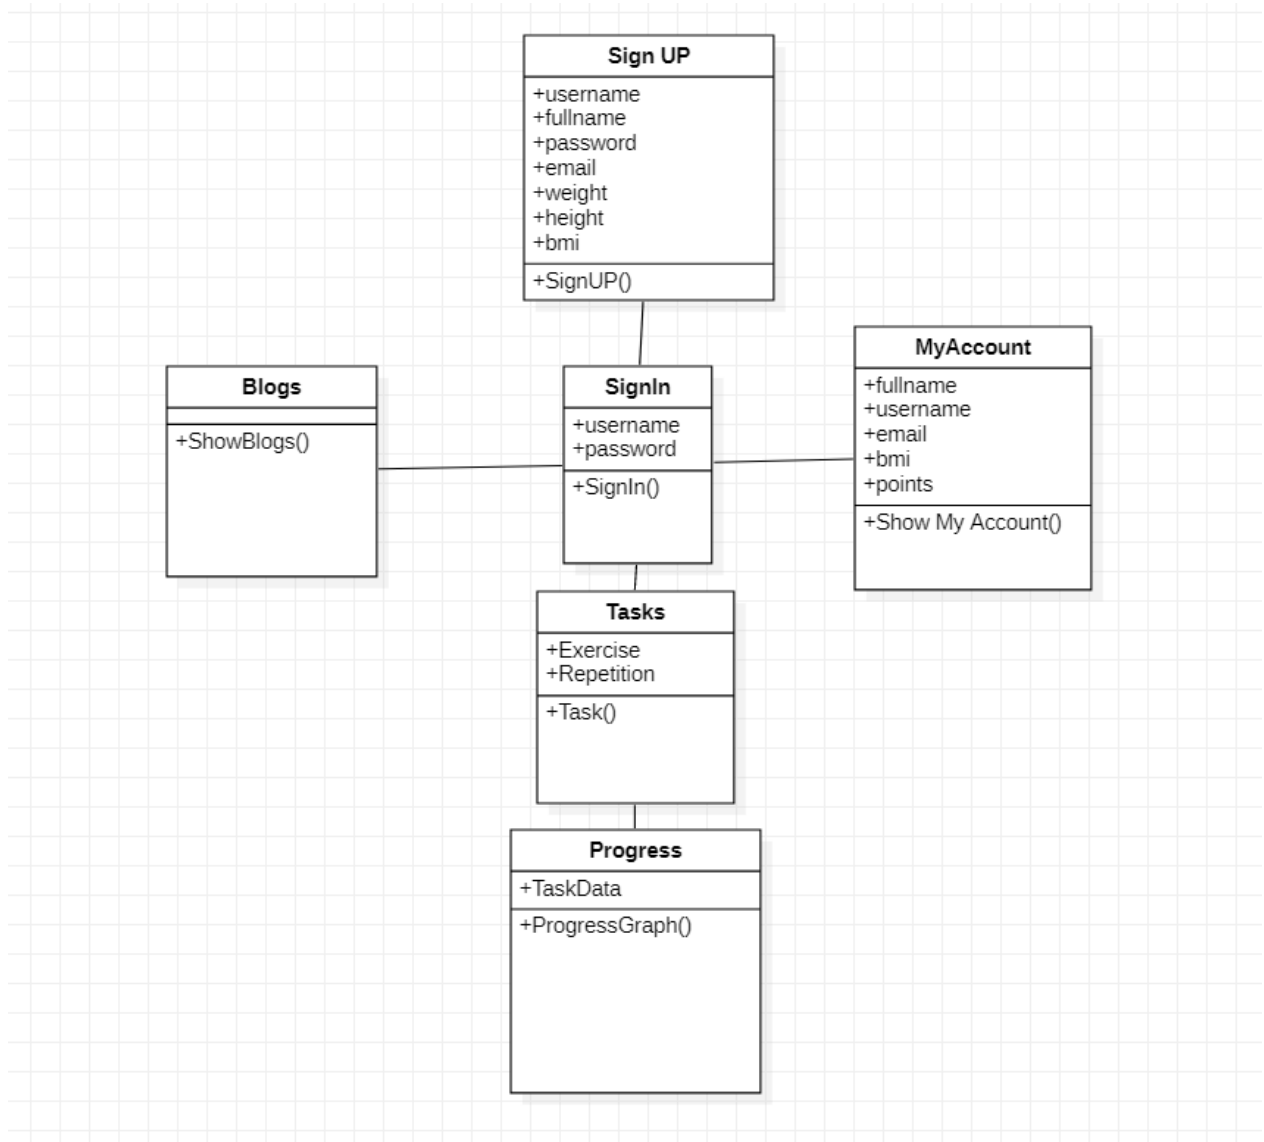 Sign UP
+username
+fullname
+password
+email
+weight
+height
+bmi
+SignUP()
Blogs
+ShowBlogs()
SignIn
+username
+password
+SignIn()
MyAccount
+fullname
+username
+email
+bmi
+points
+Show My Account()
Tasks
+Exercise
+Repetition
+Task()
Progress
+TaskData
+ProgressGraph()